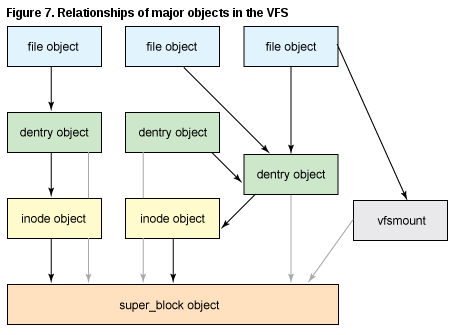 Figure 7. Relationships of major objects in the VFS
file object
file object
file object
dentry object
dentry object
dentry object
inode object
inode object
vfsmount
super_block object